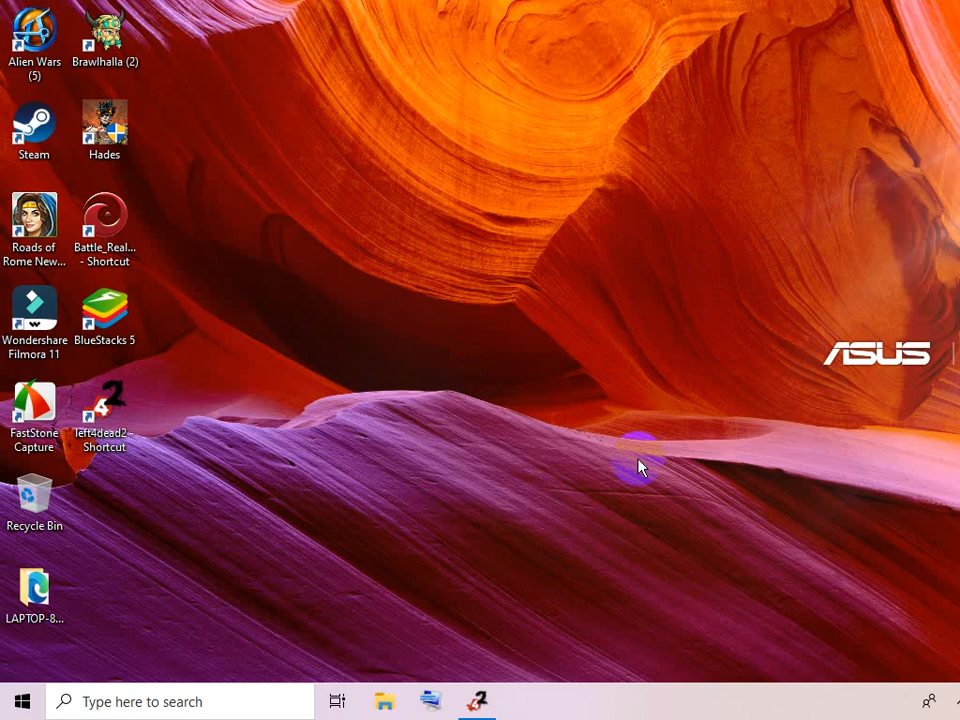 Alien Wars
(5)
Brawlhalla (2)
Steam
Hades
Roads of
Rome New...
Battle_Real...
- Shortcut
Wondershare
Filmora 11
BlueStacks 5
FastStone
Capture
left4dead2 -
Shortcut
Recycle Bin
LAPTOP-8...
ASUS
Type here to search